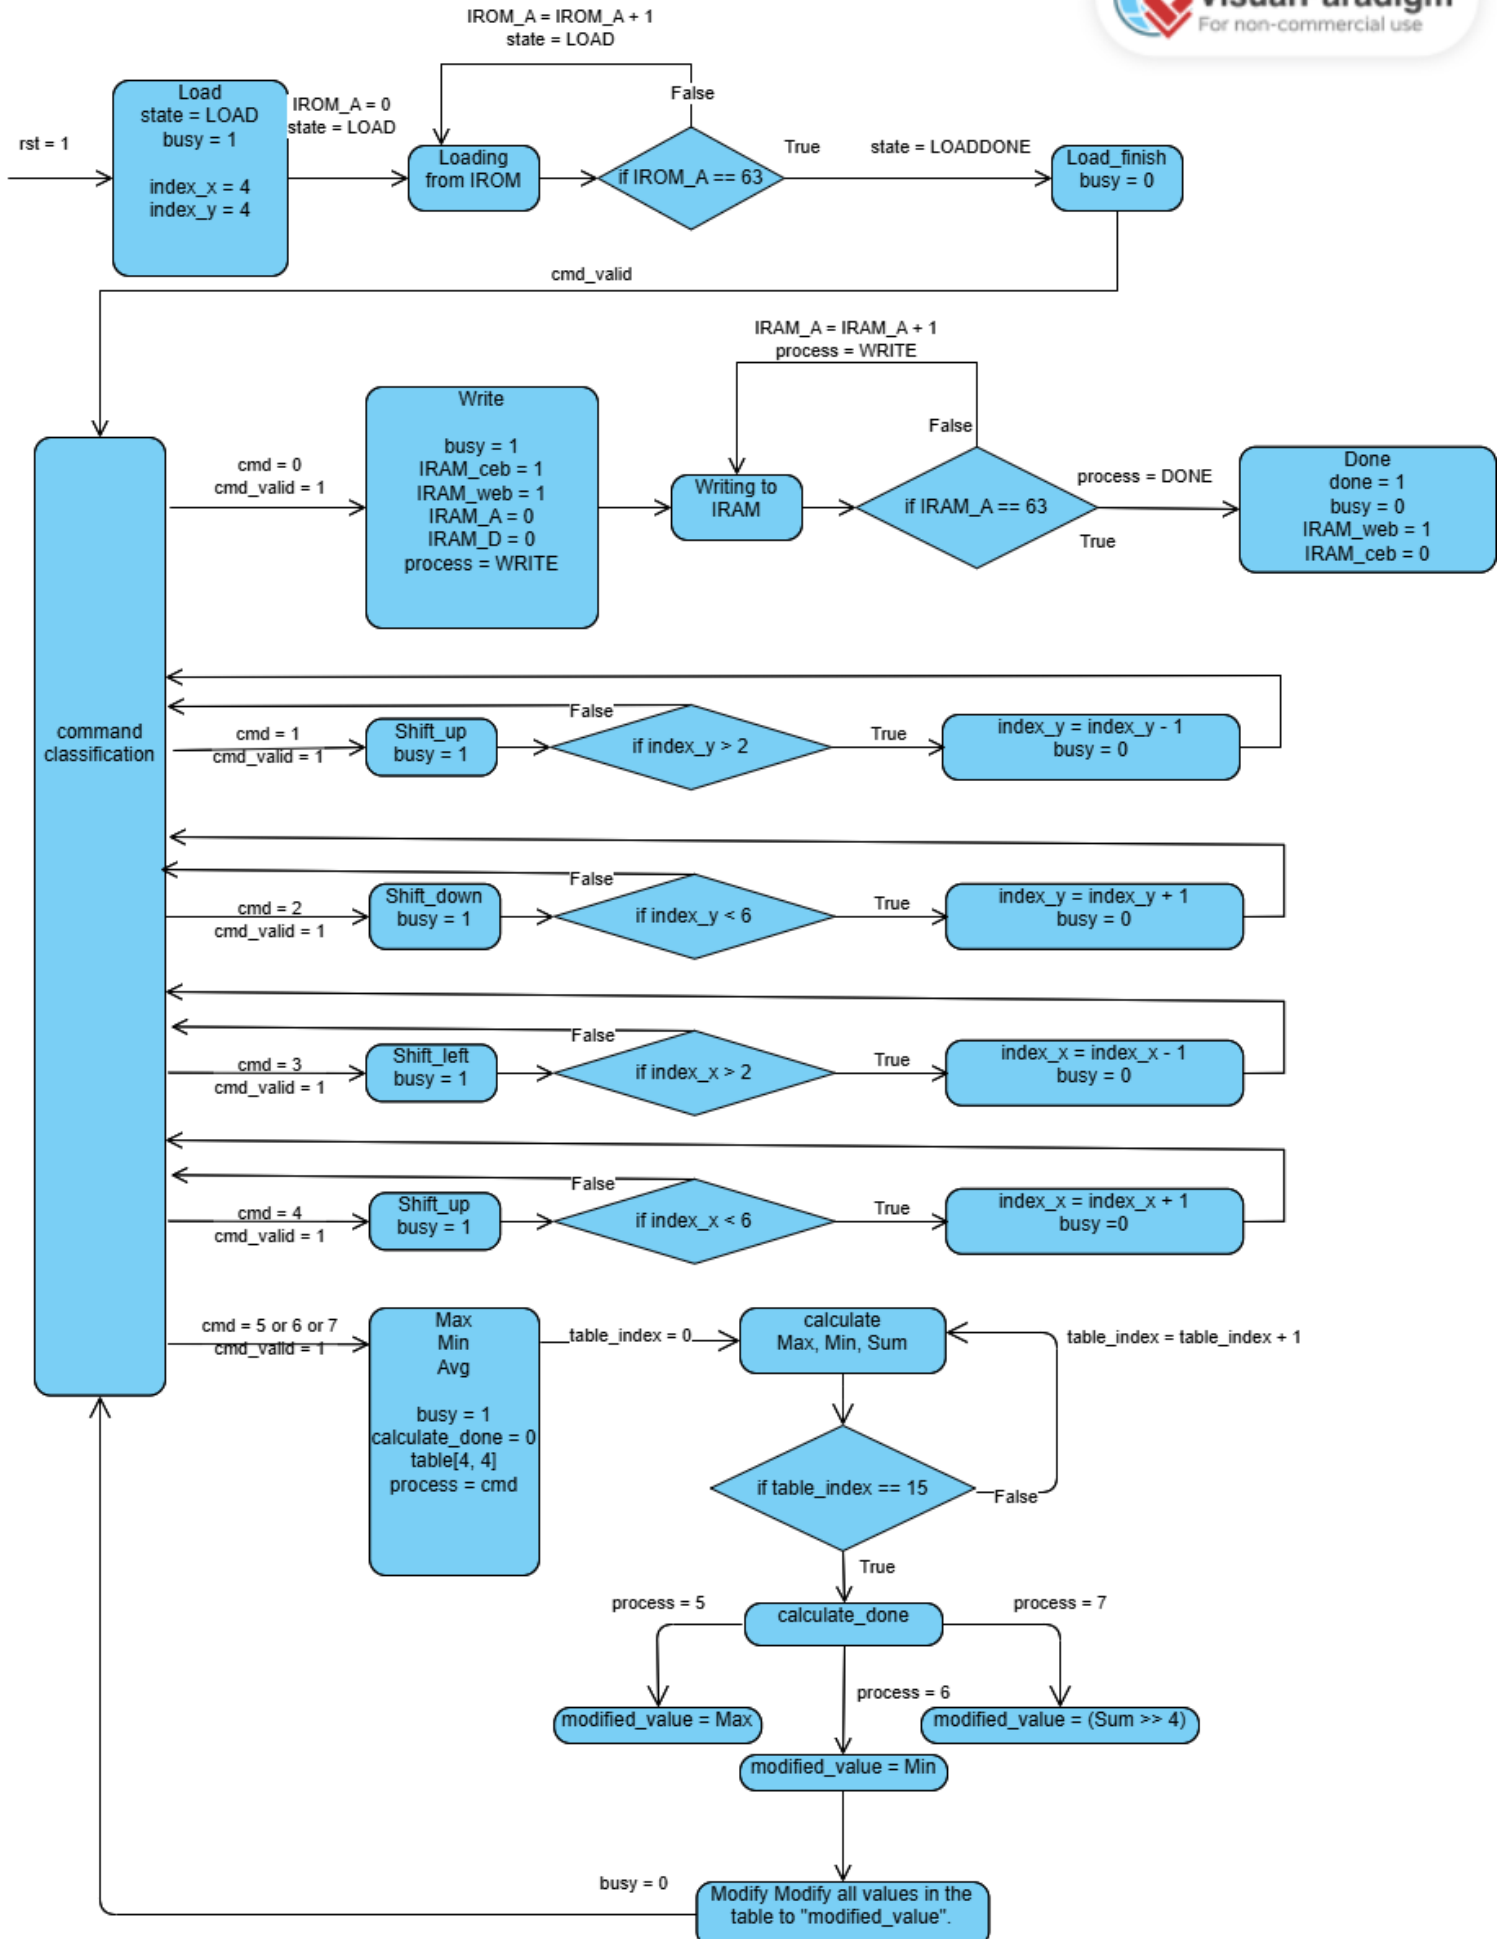 VisualParadigm
For non-commercial use
IROM_A = IROM_A + 1
state = LOAD
False
rst = 1
Load
state = LOAD
busy = 1
index_x = 4
index_y = 4
IROM_A = 0
state = LOAD
Loading
from IROM
if IROM_A == 63
True
state = LOADDONE
Load_finish
busy = 0
cmd_valid
IRAM_A = IRAM_A + 1
process = WRITE
False
command
classification
cmd = 0
cmd_valid = 1
Write
busy = 1
IRAM_ceb = 1
IRAM_web = 1
IRAM_A = 0
IRAM_D = 0
process = WRITE
Writing to
IRAM
if IRAM_A == 63
process = DONE
True
Done
done = 1
busy = 0
IRAM_web = 1
IRAM_ceb = 0
False
cmd = 1
cmd_valid = 1
Shift_up
busy = 1
if index_y > 2
True
index_y = index_y - 1
busy = 0
False
cmd = 2
cmd_valid = 1
Shift_down
busy = 1
if index_y < 6
True
index_y = index_y + 1
busy = 0
False
cmd = 3
cmd_valid = 1
Shift_left
busy = 1
if index_x > 2
True
index_x = index_x - 1
busy = 0
False
cmd = 4
cmd_valid = 1
Shift_up
busy = 1
if index_x < 6
True
index_x = index_x + 1
busy =0
cmd = 5 or 6 or 7
cmd_valid = 1
Max
Min
Avg
busy = 1
calculate_done = 0
table[4, 4]
process = cmd
table_index = 0
calculate
Max, Min, Sum
table_index = table_index + 1
if table_index == 15
False
True
process = 5
calculate_done
process = 7
process = 6
modified_value = Max
modified_value = (Sum >> 4)
modified_value = Min
busy = 0
Modify Modify all values in the
table to "modified_value".